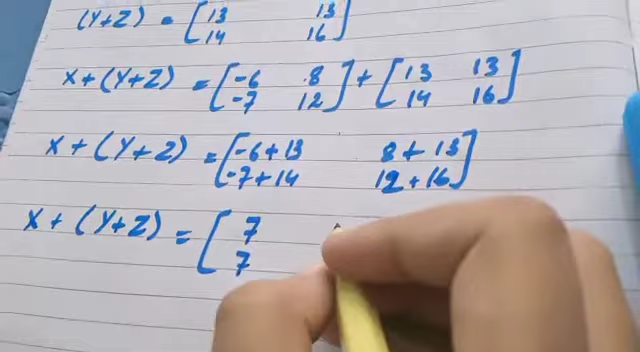 (Y+Z) = [13 13
14 16]
X+(Y+Z) = [-6 8
-7 12] + [13 13
14 16]
X+(Y+Z) = [-6+13 8+13
-7+14 12+16]
X+(Y+Z) = [7
7